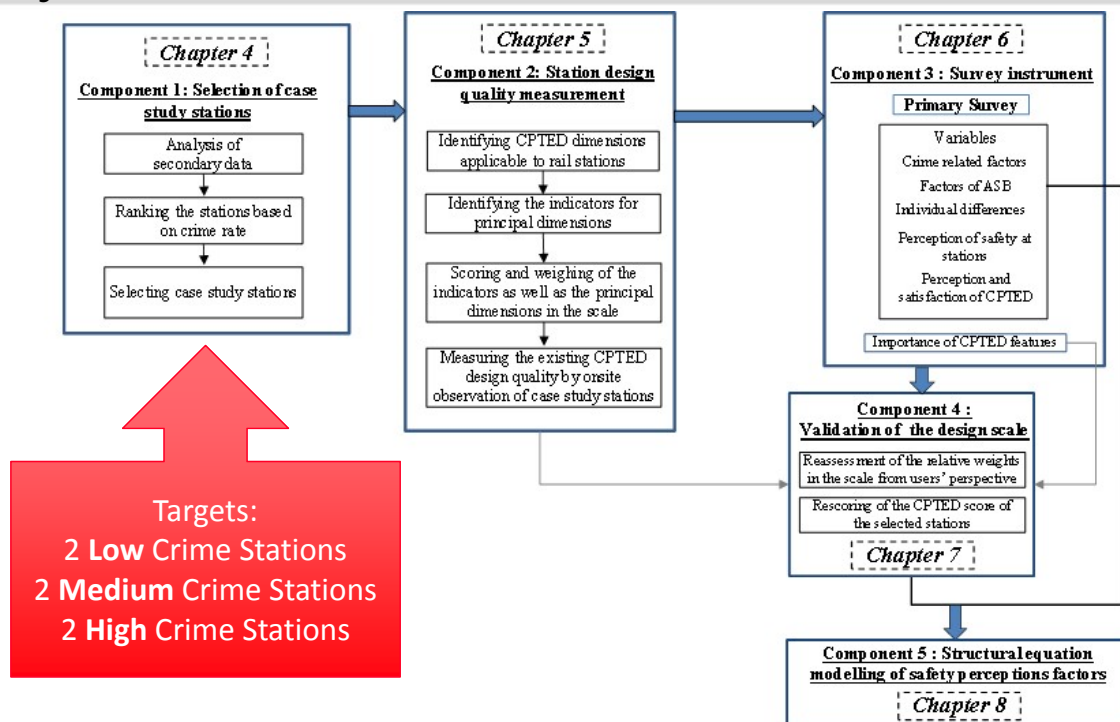 Chapter 4
Component 1: Selection of case
study stations
Analysis of
secondary data
Ranking the stations based
on crime rate
Selecting case study stations
Chapter 5
Component 2: Station design
quality measurement
Identifying CPTED dimensions
applicable to rail stations
Identifying the indicators for
principal dimensions
Scoring and weighing of the
indicators as well as the principal
dimensions in the scale
Measuring the existing CPTED
design quality by onsite
observation of case study stations
Chapter 6
Component 3 : Survey instrument
Primary Survey
Variables
Crime related factors
Factors of ASB
Individual differences
Perception of safety at
stations
Perception and
satisfaction of CPTED
Importance of CPTED features
Component 4 :
Validation of the design scale
Reassessment of the relative weights
in the scale from users' perspective
Rescoring of the CPTED score of
the selected stations
Chapter 7
Component 5 : Structural equation
modelling of safety perceptions factors
Chapter 8
Targets:
2 Low Crime Stations
2 Medium Crime Stations
2 High Crime Stations